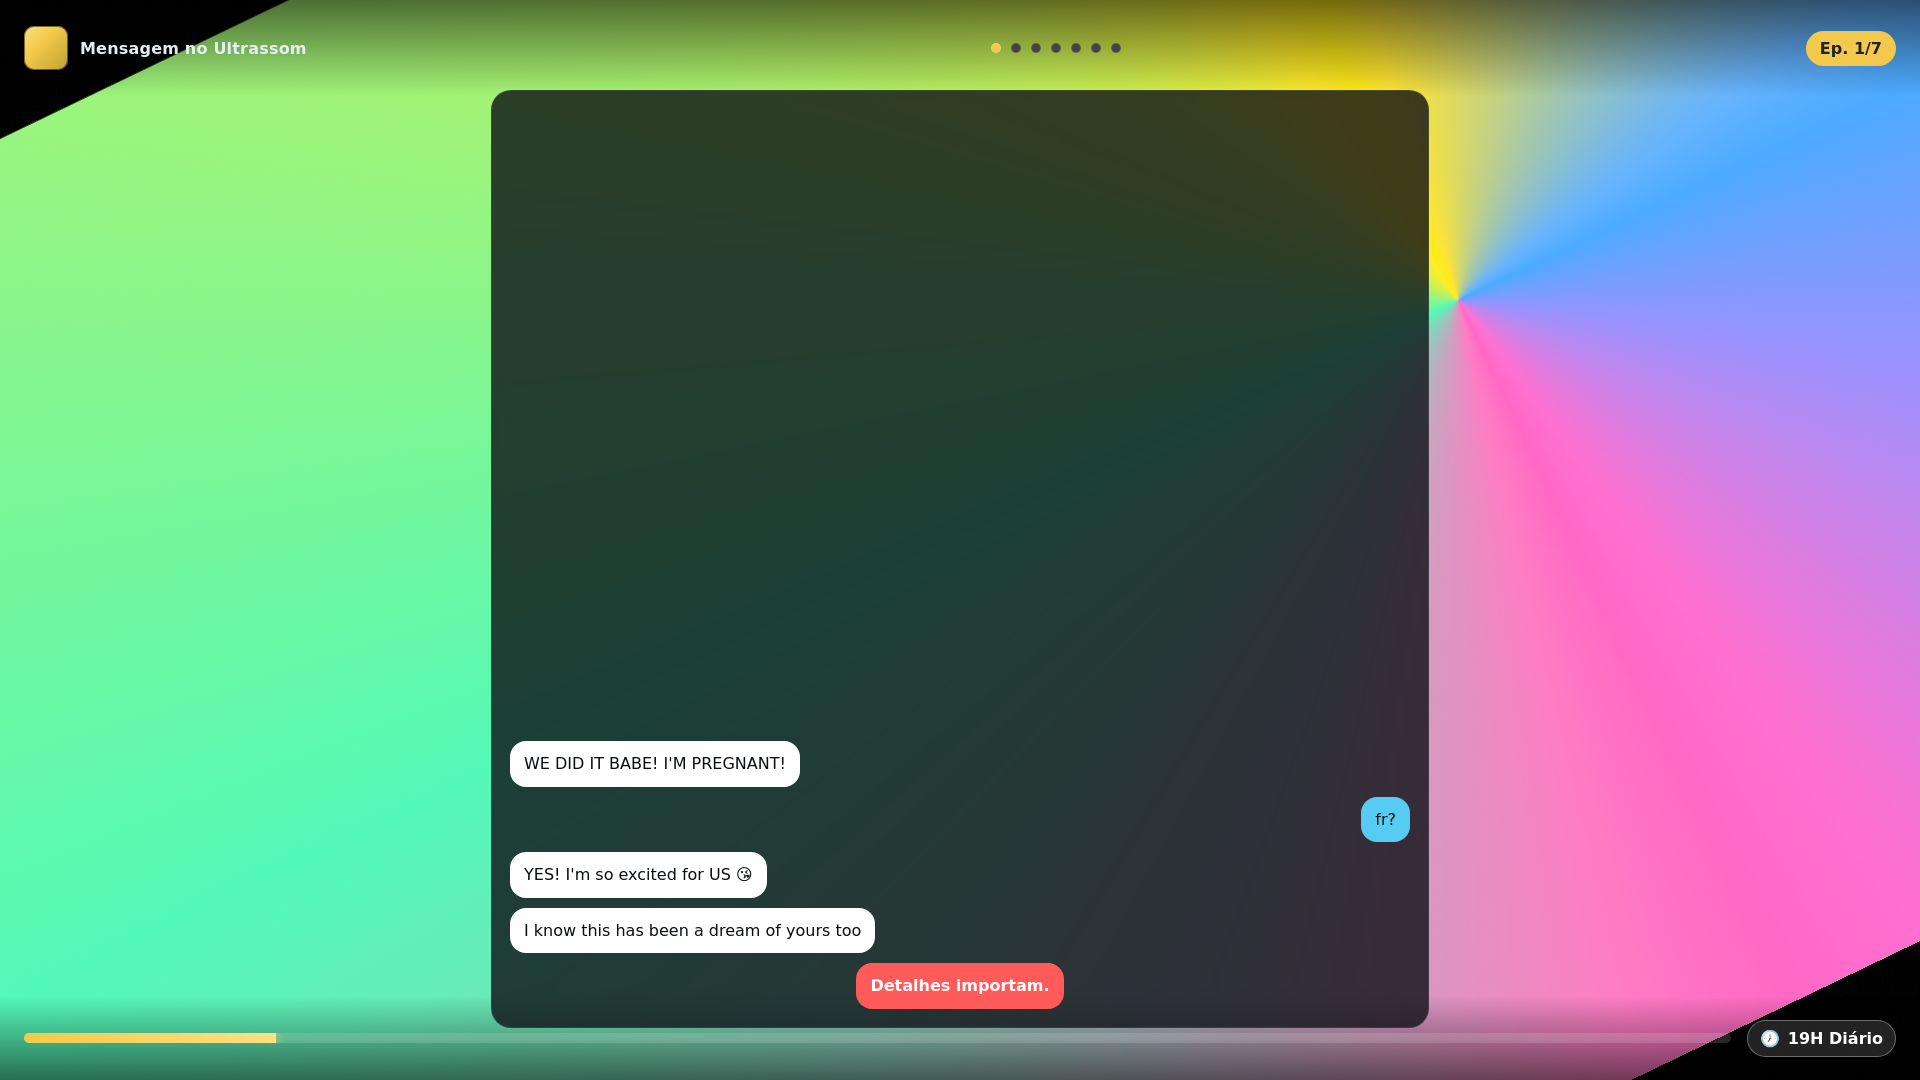 Mensagem no Ultrassom
Ep. 1/7
WE DID IT BABE! I'M PREGNANT!
fr?
YES! I'm so excited for US 😘
I know this has been a dream of yours too
Detalhes importam.
🕖 19H Diário